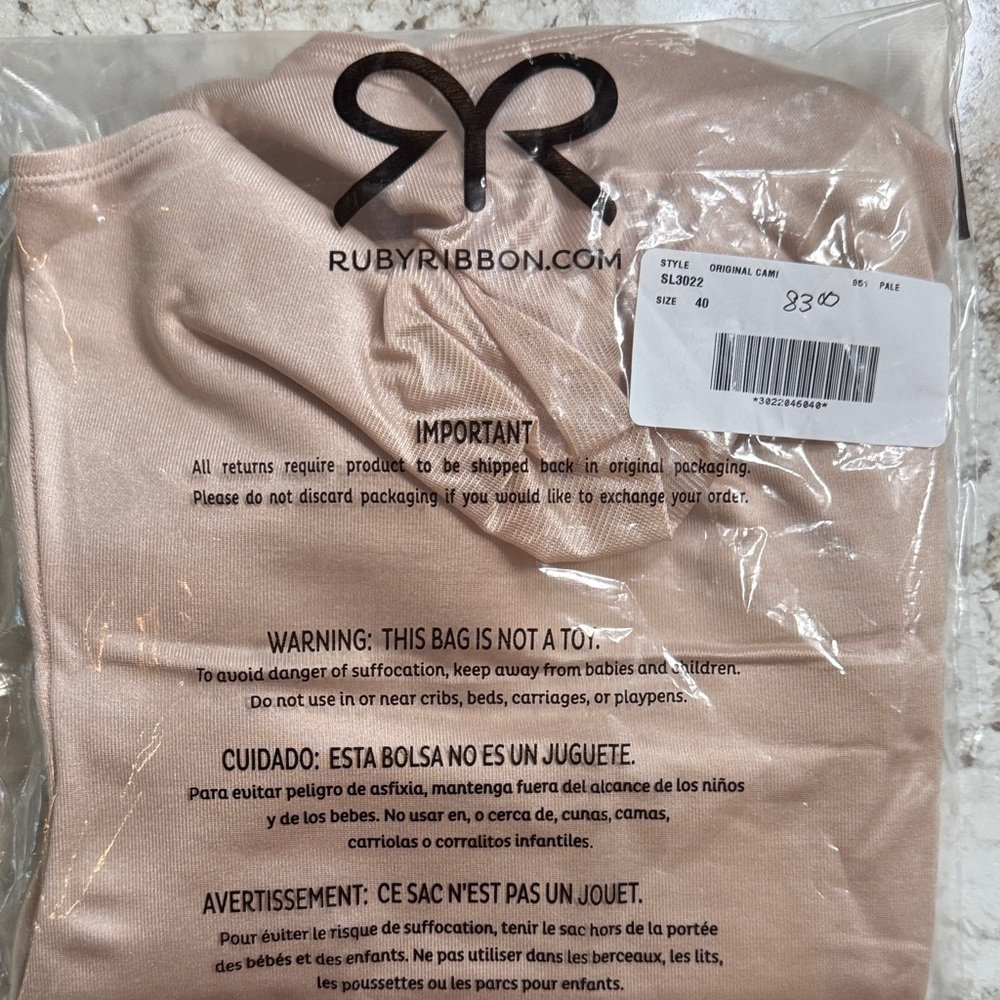 RUBYRIBBON.COM
STYLE ORIGINAL CAMI
SL3022 PALE
SIZE 40 83.00
*3022046040*
IMPORTANT
All returns require product to be shipped back in original packaging.
Please do not discard packaging if you would like to exchange your order.
WARNING: THIS BAG IS NOT A TOY.
To avoid danger of suffocation, keep away from babies and children.
Do not use in or near cribs, beds, carriages, or playpens.
CUIDADO: ESTA BOLSA NO ES UN JUGUETE.
Para evitar peligro de asfixia, mantenga fuera del alcance de los niños
y de los bebes. No usar en, o cerca de, cunas, camas,
carriolas o corralitos infantiles.
AVERTISSEMENT: CE SAC N'EST PAS UN JOUET.
Pour éviter le risque de suffocation, tenir le sac hors de la portée
des bébés et des enfants. Ne pas utiliser dans les berceaux, les lits,
les poussettes ou les parcs pour enfants.